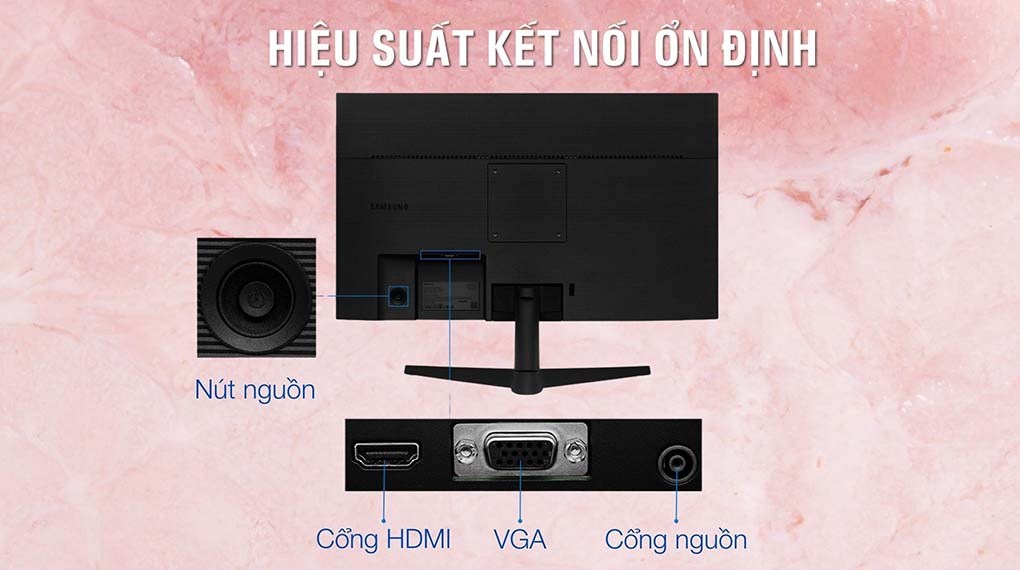 HIỆU SUẤT KẾT NỐI ỔN ĐỊNH
SAMSUNG
Nút nguồn
Cổng HDMI
VGA
Cổng nguồn